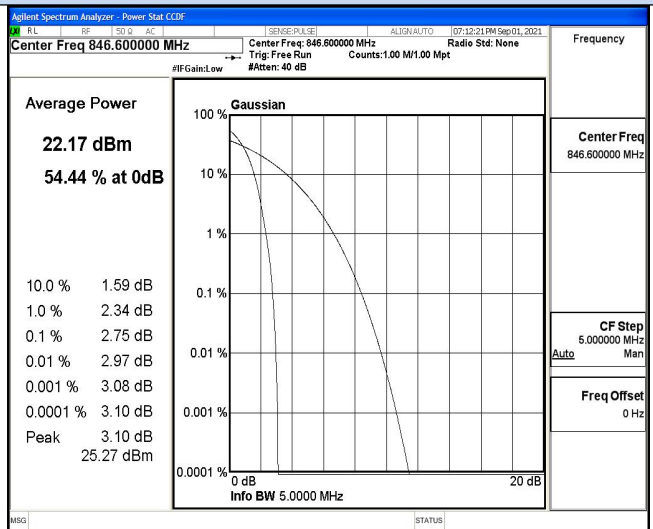 Agilent Spectrum Analyzer - Power Stat CCDF
LXI RL RF 50 Ω AC SENSE:PULSE ALIGN AUTO 07:12:21 PM Sep 01, 2021
Center Freq 846.600000 MHz
Center Freq: 846.600000 MHz Radio Std: None
Trig: Free Run Counts:1.00 M/1.00 Mpt
#IFGain:Low #Atten: 40 dB
Frequency
Average Power
22.17 dBm
54.44 % at 0dB
10.0 % 1.59 dB
1.0 % 2.34 dB
0.1 % 2.75 dB
0.01 % 2.97 dB
0.001 % 3.08 dB
0.0001 % 3.10 dB
Peak 3.10 dB
25.27 dBm
Gaussian
100 %
10 %
1 %
0.1 %
0.01 %
0.001 %
0.0001 %
0 dB 20 dB
Info BW 5.0000 MHz
Center Freq
846.600000 MHz
CF Step
5.000000 MHz
Auto Man
Freq Offset
0 Hz
MSG STATUS